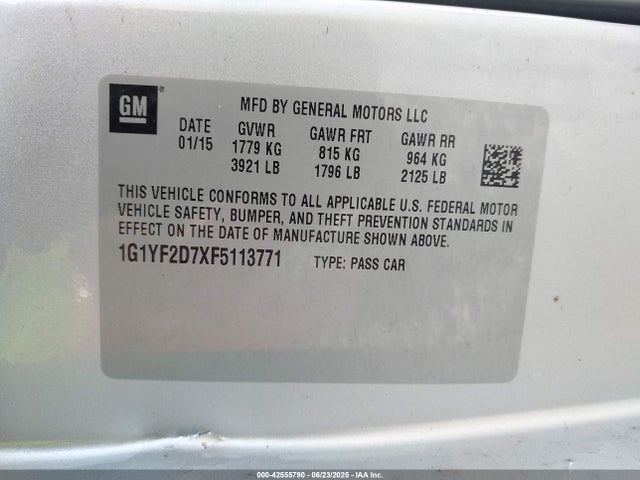 GM®
MFD BY GENERAL MOTORS LLC
DATE GVWR GAWR FRT GAWR RR
01/15 1779 KG 815 KG 964 KG
3921 LB 1796 LB 2125 LB
THIS VEHICLE CONFORMS TO ALL APPLICABLE U.S. FEDERAL MOTOR
VEHICLE SAFETY, BUMPER, AND THEFT PREVENTION STANDARDS IN
EFFECT ON THE DATE OF MANUFACTURE SHOWN ABOVE.
1G1YF2D7XF5113771 TYPE: PASS CAR
000-42555790 - 06/23/2025 - IAAI, Inc.